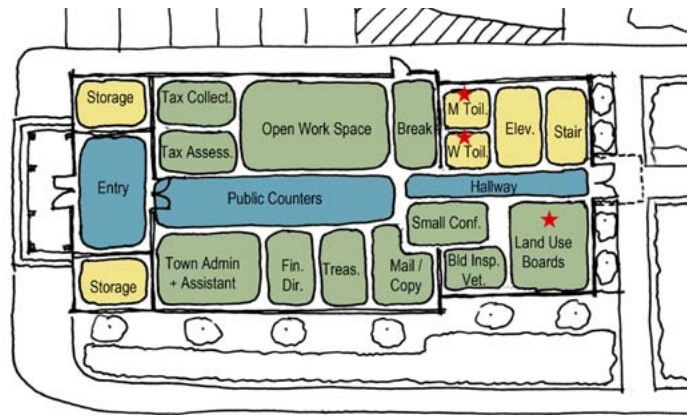 Storage
Tax Collect.
Tax Assess.
Open Work Space
Break
M Toil.
W Toil.
Elev.
Stair
Entry
Public Counters
Hallway
Small Conf.
Land Use
Boards
Storage
Town Admin
+ Assistant
Fin.
Dir.
Treas.
Mail /
Copy
Bld Insp.
Vet.